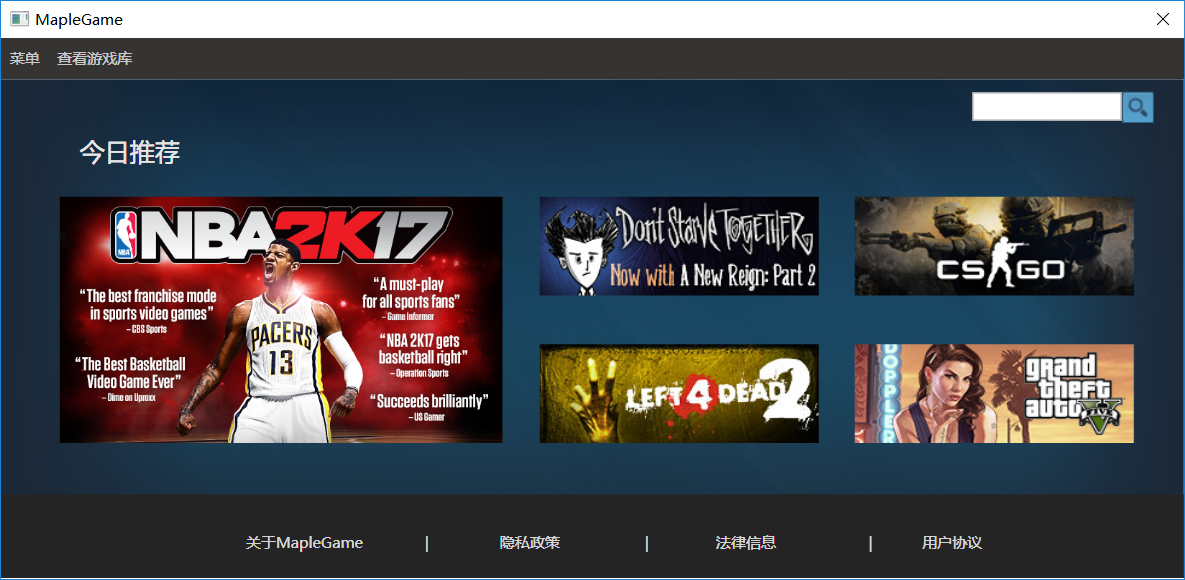 MapleGame
菜单 查看游戏库
今日推荐
NBA 2K17
NBA
“The best franchise mode
in sports video games”
– CBS Sports
“The Best Basketball
Video Game Ever”
– Dime on Uproxx
“A must-play
for all sports fans”
– Game Informer
“NBA 2K17 gets
basketball right”
– Operation Sports
“Succeeds brilliantly”
– US Gamer
PACERS
13
Don't Starve Together
Now with A New Reign: Part 2
CS GO
LEFT 4 DEAD 2
DOPPLER
grand
theft
auto
V
FIVE
关于MapleGame | 隐私政策 | 法律信息 | 用户协议